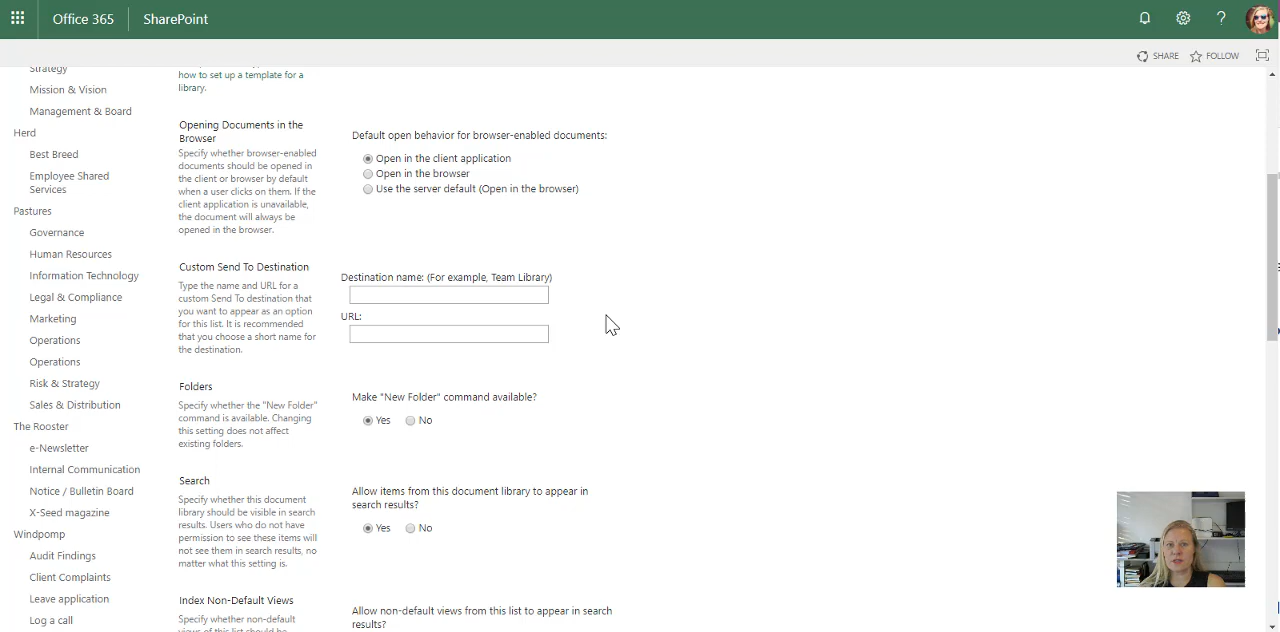 Office 365
SharePoint
?
SHARE
FOLLOW
Strategy
Mission & Vision
Management & Board
Herd
Best Breed
Employee Shared
Services
Pastures
Governance
Human Resources
Information Technology
Legal & Compliance
Marketing
Operations
Operations
Risk & Strategy
Sales & Distribution
The Rooster
e-Newsletter
Internal Communication
Notice / Bulletin Board
X-Seed magazine
Windpomp
Audit Findings
Client Complaints
Leave application
Log a call
how to set up a template for a
library.
Opening Documents in the
Browser
Specify whether browser-enabled
documents should be opened in
the client or browser by default
when a user clicks on them. If the
client application is unavailable,
the document will always be
opened in the browser.
Default open behavior for browser-enabled documents:
Open in the client application
Open in the browser
Use the server default (Open in the browser)
Custom Send To Destination
Type the name and URL for a
custom Send To destination that
you want to appear as an option
for this list. It is recommended
that you choose a short name for
the destination.
Destination name: (For example, Team Library)
URL:
Folders
Specify whether the "New Folder"
command is available. Changing
this setting does not affect
existing folders.
Make "New Folder" command available?
Yes No
Search
Specify whether this document
library should be visible in search
results. Users who do not have
permission to see these items will
not see them in search results, no
matter what this setting is.
Allow items from this document library to appear in
search results?
Yes No
Index Non-Default Views
Specify whether non-default
views of this list should be
Allow non-default views from this list to appear in search
results?